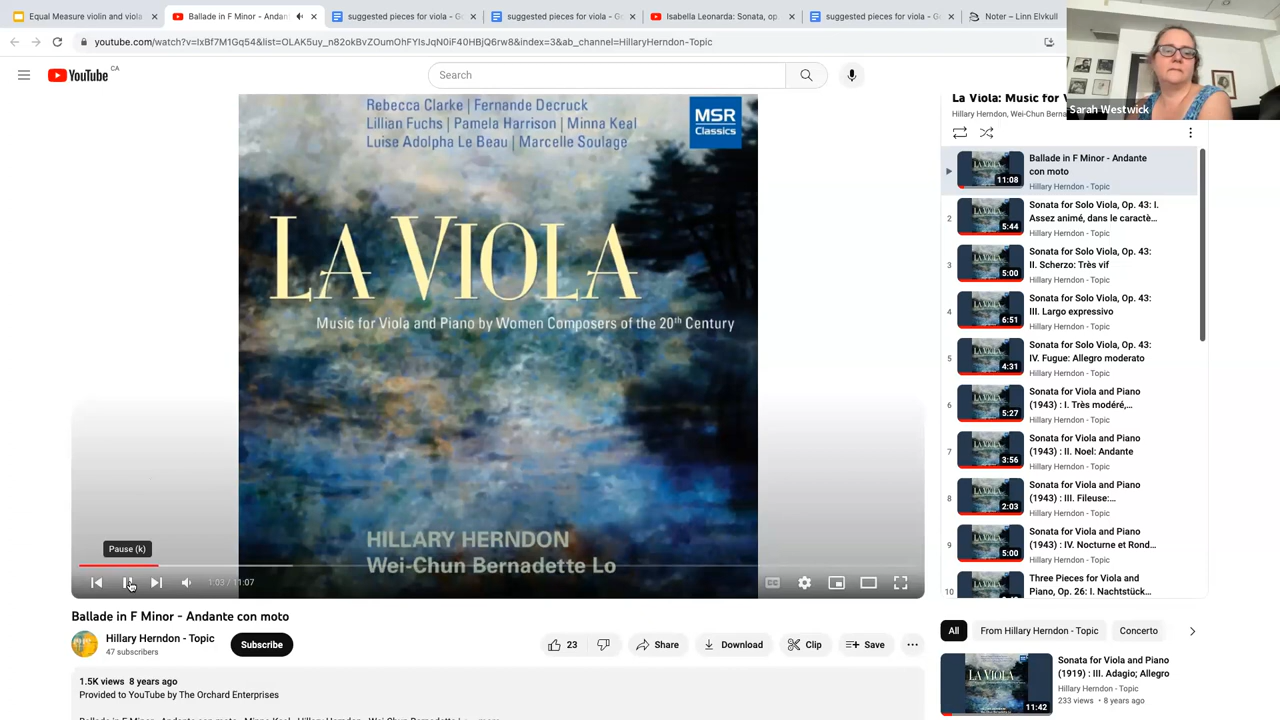 Equal Measure violin and viola
Ballade in F Minor - Andan
suggested pieces for viola - G
suggested pieces for viola - G
Isabella Leonarda: Sonata, op
suggested pieces for viola - G
Noter – Linn Elvkull
youtube.com/watch?v=IxBf7M1Gq54&list=OLAK5uy_n82okBvZOumOhFYIsJqN0iF40HBjQ6rw8&index=3&ab_channel=HillaryHerndon-Topic
YouTube CA
Search
Sarah Westwick
Rebecca Clarke | Fernande Decruck
Lillian Fuchs | Pamela Harrison | Minna Keal
Luise Adolpha Le Beau | Marcelle Soulage
MSR
Classics
LA VIOLA
Music for Viola and Piano by Women Composers of the 20th Century
HILLARY HERNDON
Wei-Chun Bernadette Lo
Pause (k)
1:03 / 11:07
CC
Ballade in F Minor - Andante con moto
Hillary Herndon - Topic
47 subscribers
Subscribe
23
Share
Download
Clip
Save
1.5K views 8 years ago
Provided to YouTube by The Orchard Enterprises
La Viola: Music for V
Hillary Herndon, Wei-Chun Berna
11:08
Ballade in F Minor - Andante
con moto
Hillary Herndon - Topic
2
5:44
Sonata for Solo Viola, Op. 43: I.
Assez animé, dans le caractè...
Hillary Herndon - Topic
3
5:00
Sonata for Solo Viola, Op. 43:
II. Scherzo: Très vif
Hillary Herndon - Topic
4
6:51
Sonata for Solo Viola, Op. 43:
III. Largo expressivo
Hillary Herndon - Topic
5
4:31
Sonata for Solo Viola, Op. 43:
IV. Fugue: Allegro moderato
Hillary Herndon - Topic
6
5:27
Sonata for Viola and Piano
(1943) : I. Très modéré,...
Hillary Herndon - Topic
7
3:56
Sonata for Viola and Piano
(1943) : II. Noel: Andante
Hillary Herndon - Topic
8
2:03
Sonata for Viola and Piano
(1943) : III. Fileuse:...
Hillary Herndon - Topic
9
5:00
Sonata for Viola and Piano
(1943) : IV. Nocturne et Rond...
Hillary Herndon - Topic
10
Three Pieces for Viola and
Piano, Op. 26: I. Nachtstück...
All
From Hillary Herndon - Topic
Concerto
11:42
Sonata for Viola and Piano
(1919) : III. Adagio; Allegro
Hillary Herndon - Topic
233 views • 8 years ago